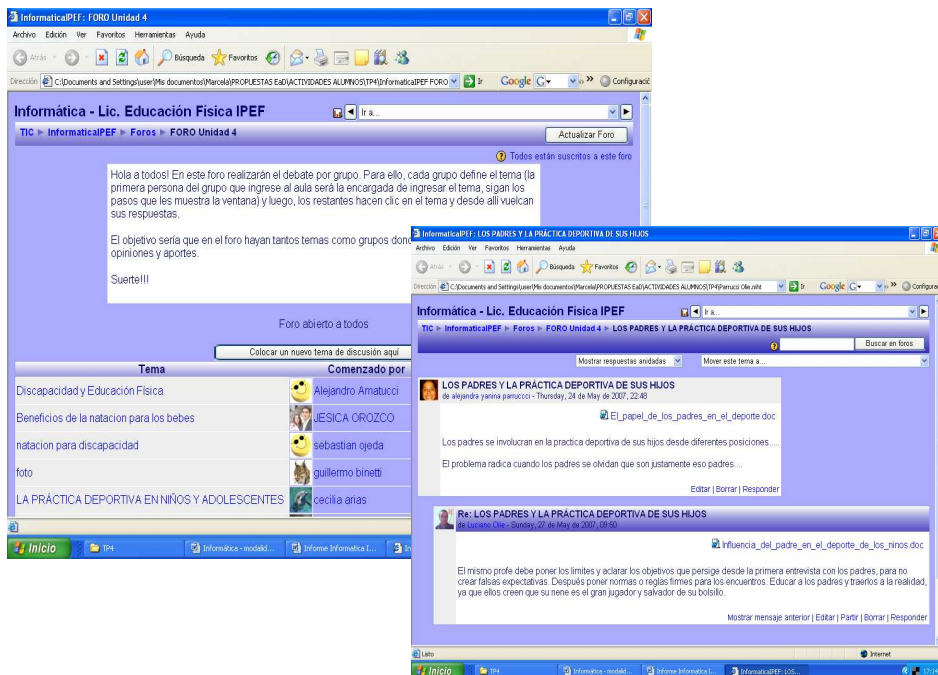 InformaticaIPEF: FORO Unidad 4
Archivo Edición Ver Favoritos Herramientas Ayuda
Atrás Búsqueda Favoritos
Dirección C:\Documents and Settings\user\Mis documentos\Marcela\PROPUESTAS EaD\ACTIVIDADES ALUMNOS\TP4\InformaticaIPEF FORO Ir Google G Configurac
Informática - Lic. Educación Física IPEF
Ir a...
TIC ► InformaticaIPEF ► Foros ► FORO Unidad 4
Actualizar Foro
Todos están suscritos a este foro
Hola a todos! En este foro realizarán el debate por grupo. Para ello, cada grupo define el tema (la
primera persona del grupo que ingrese al aula será la encargada de ingresar el tema, sigan los
pasos que les muestra la ventana) y luego, los restantes hacen clic en el tema y desde allí vuelcan
sus respuestas.
El objetivo sería que en el foro hayan tantos temas como grupos dond
opiniones y aportes.
Suerte!!!
Foro abierto a todos
Colocar un nuevo tema de discusión aquí
Tema Comenzado por
Discapacidad y Educación Física Alejandro Amatucci
Beneficios de la natacion para los bebes JESICA OROZCO
natacion para discapacidad sebastian ojeda
foto guillermo binetti
LA PRÁCTICA DEPORTIVA EN NIÑOS Y ADOLESCENTES cecilia arias
Inicio TP4 Informática - modalid... Informe Informatica I... In
InformaticaIPEF: LOS PADRES Y LA PRÁCTICA DEPORTIVA DE SUS HIJOS
Archivo Edición Ver Favoritos Herramientas Ayuda
Atrás Búsqueda Favoritos
Dirección C:\Documents and Settings\user\Mis documentos\Marcela\PROPUESTAS EaD\ACTIVIDADES ALUMNOS\TP4\Parrucci Olie.mht Ir Google G Configurac
Informática - Lic. Educación Física IPEF
Ir a...
TIC ► InformaticaIPEF ► Foros ► FORO Unidad 4 ► LOS PADRES Y LA PRÁCTICA DEPORTIVA DE SUS HIJOS
Buscar en foros
Mostrar respuestas anidadas Mover este tema a...
LOS PADRES Y LA PRÁCTICA DEPORTIVA DE SUS HIJOS
de alejandra yanina parruccci - Thursday, 24 de May de 2007, 22:48
El_papel_de_los_padres_en_el_deporte.doc
Los padres se involucran en la practica deportiva de sus hijos desde diferentes posiciones.....
El problema radica cuando los padres se olvidan que son justamente eso padres....
Editar | Borrar | Responder
Re: LOS PADRES Y LA PRÁCTICA DEPORTIVA DE SUS HIJOS
de Luciano Olie - Sunday, 27 de May de 2007, 09:50
Influencia_del_padre_en_el_deporte_de_los_ninos.doc
El mismo profe debe poner los limites y aclarar los objetivos que persige desde la primera entrevista con los padres, para no
crear falsas expectativas. Después poner normas o reglas firmes para los encuentros. Educar a los padres y traerlos a la realidad,
ya que ellos creen que su nene es el gran jugador y salvador de su bolsillo.
Mostrar mensaje anterior | Editar | Partir | Borrar | Responder
Listo Internet
Inicio TP4 Informática - modalid... Informe Informatica I... InformaticaIPEF: LOS... 17:14